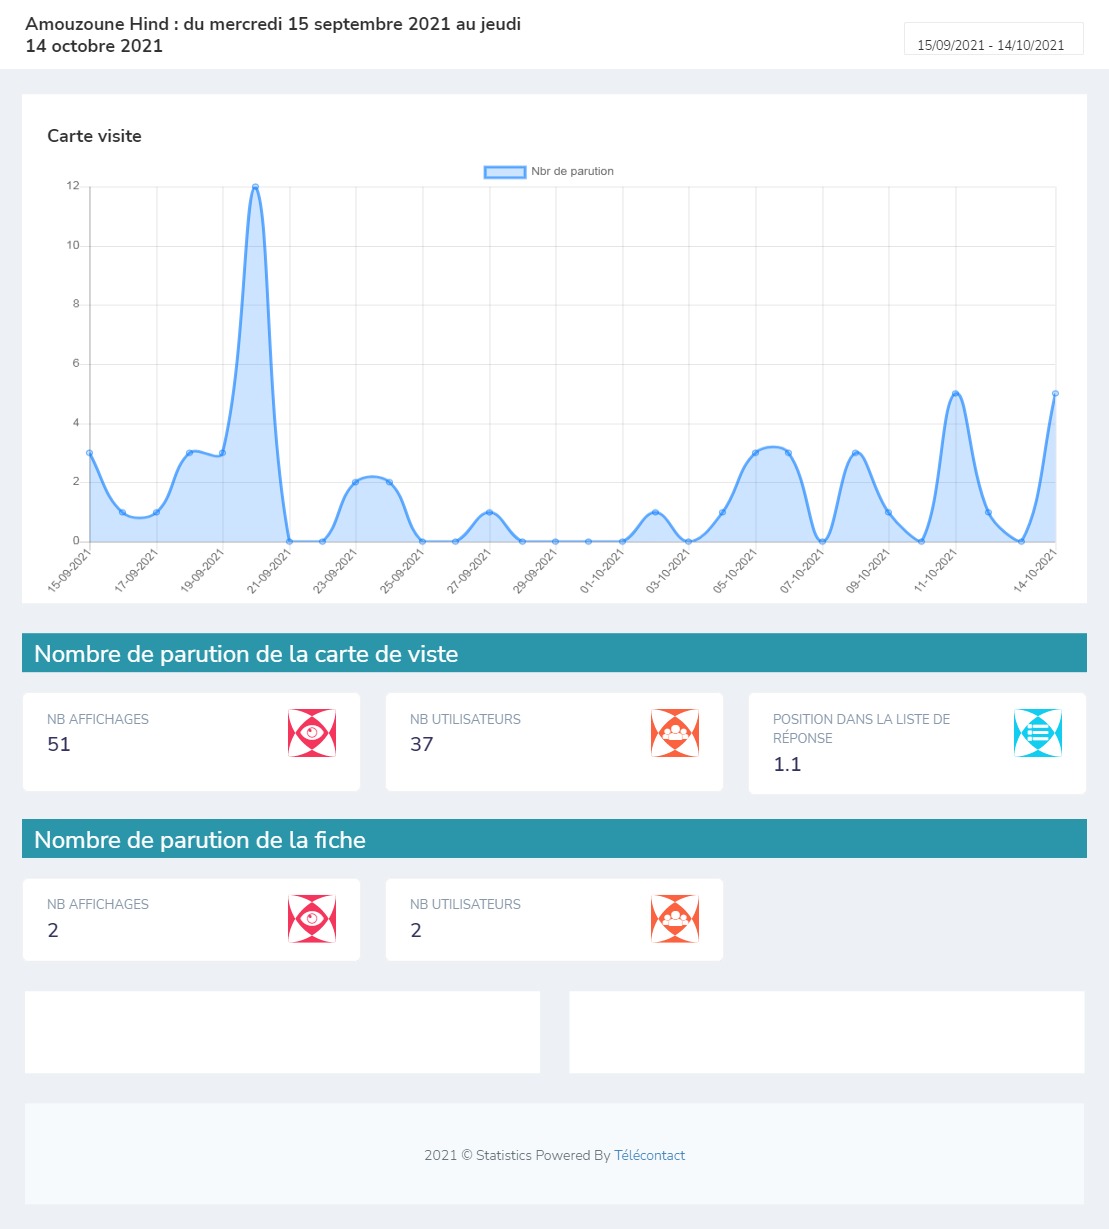 Amouzoune Hind : du mercredi 15 septembre 2021 au jeudi
14 octobre 2021
15/09/2021 - 14/10/2021
Carte visite
Nbr de parution
12
10
8
6
4
2
0
15-09-2021
17-09-2021
19-09-2021
21-09-2021
23-09-2021
25-09-2021
27-09-2021
29-09-2021
01-10-2021
03-10-2021
05-10-2021
07-10-2021
09-10-2021
11-10-2021
14-10-2021
Nombre de parution de la carte de viste
NB AFFICHAGES
51
NB UTILISATEURS
37
POSITION DANS LA LISTE DE
RÉPONSE
1.1
Nombre de parution de la fiche
NB AFFICHAGES
2
NB UTILISATEURS
2
2021 © Statistics Powered By Télécontact